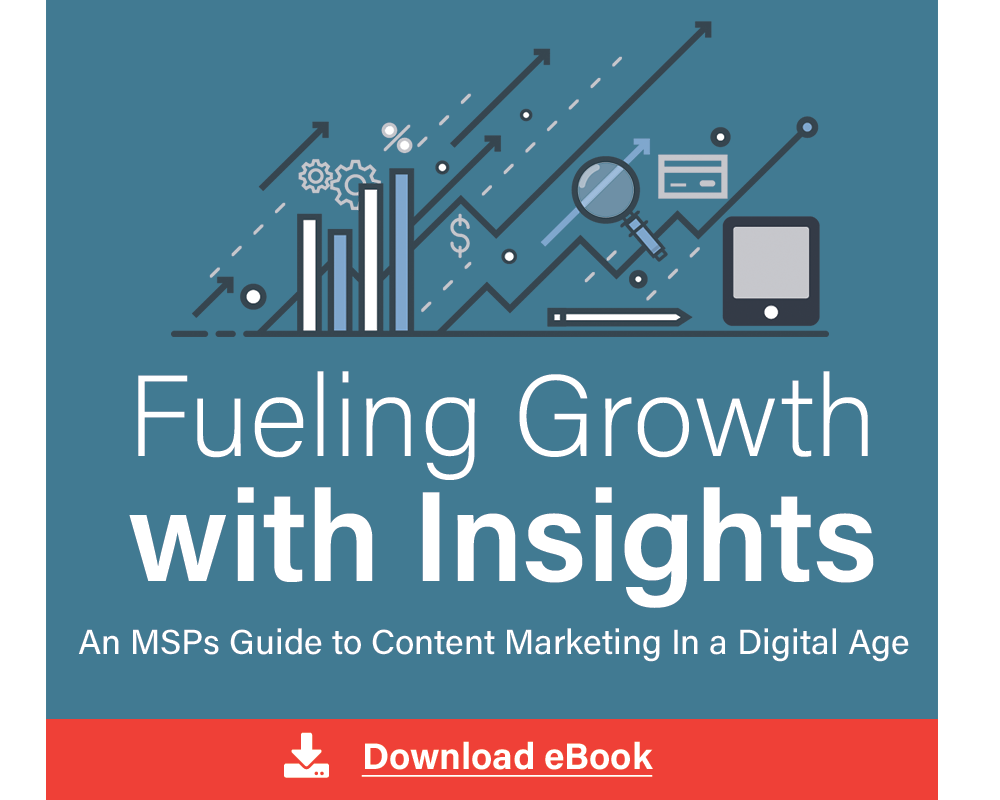 %
$
Fueling Growth
with Insights
An MSPs Guide to Content Marketing In a Digital Age
Download eBook